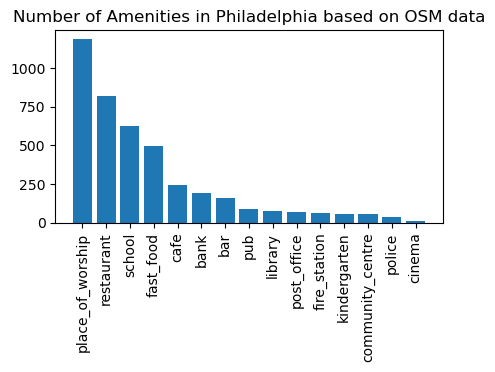 Number of Amenities in Philadelphia based on OSM data
1000
750
500
250
0
place_of_worship
restaurant
school
fast_food
cafe
bank
bar
pub
library
post_office
fire_station
kindergarten
community_centre
police
cinema